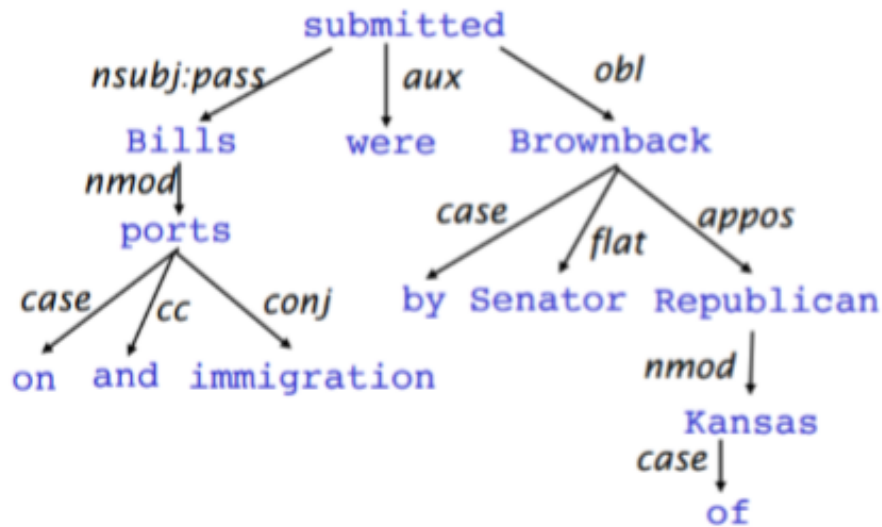 submitted
nsubj:pass aux obl
Bills were Brownback
nmod
ports case flat appos
case cc conj by Senator Republican
on and immigration nmod
Kansas
case
of